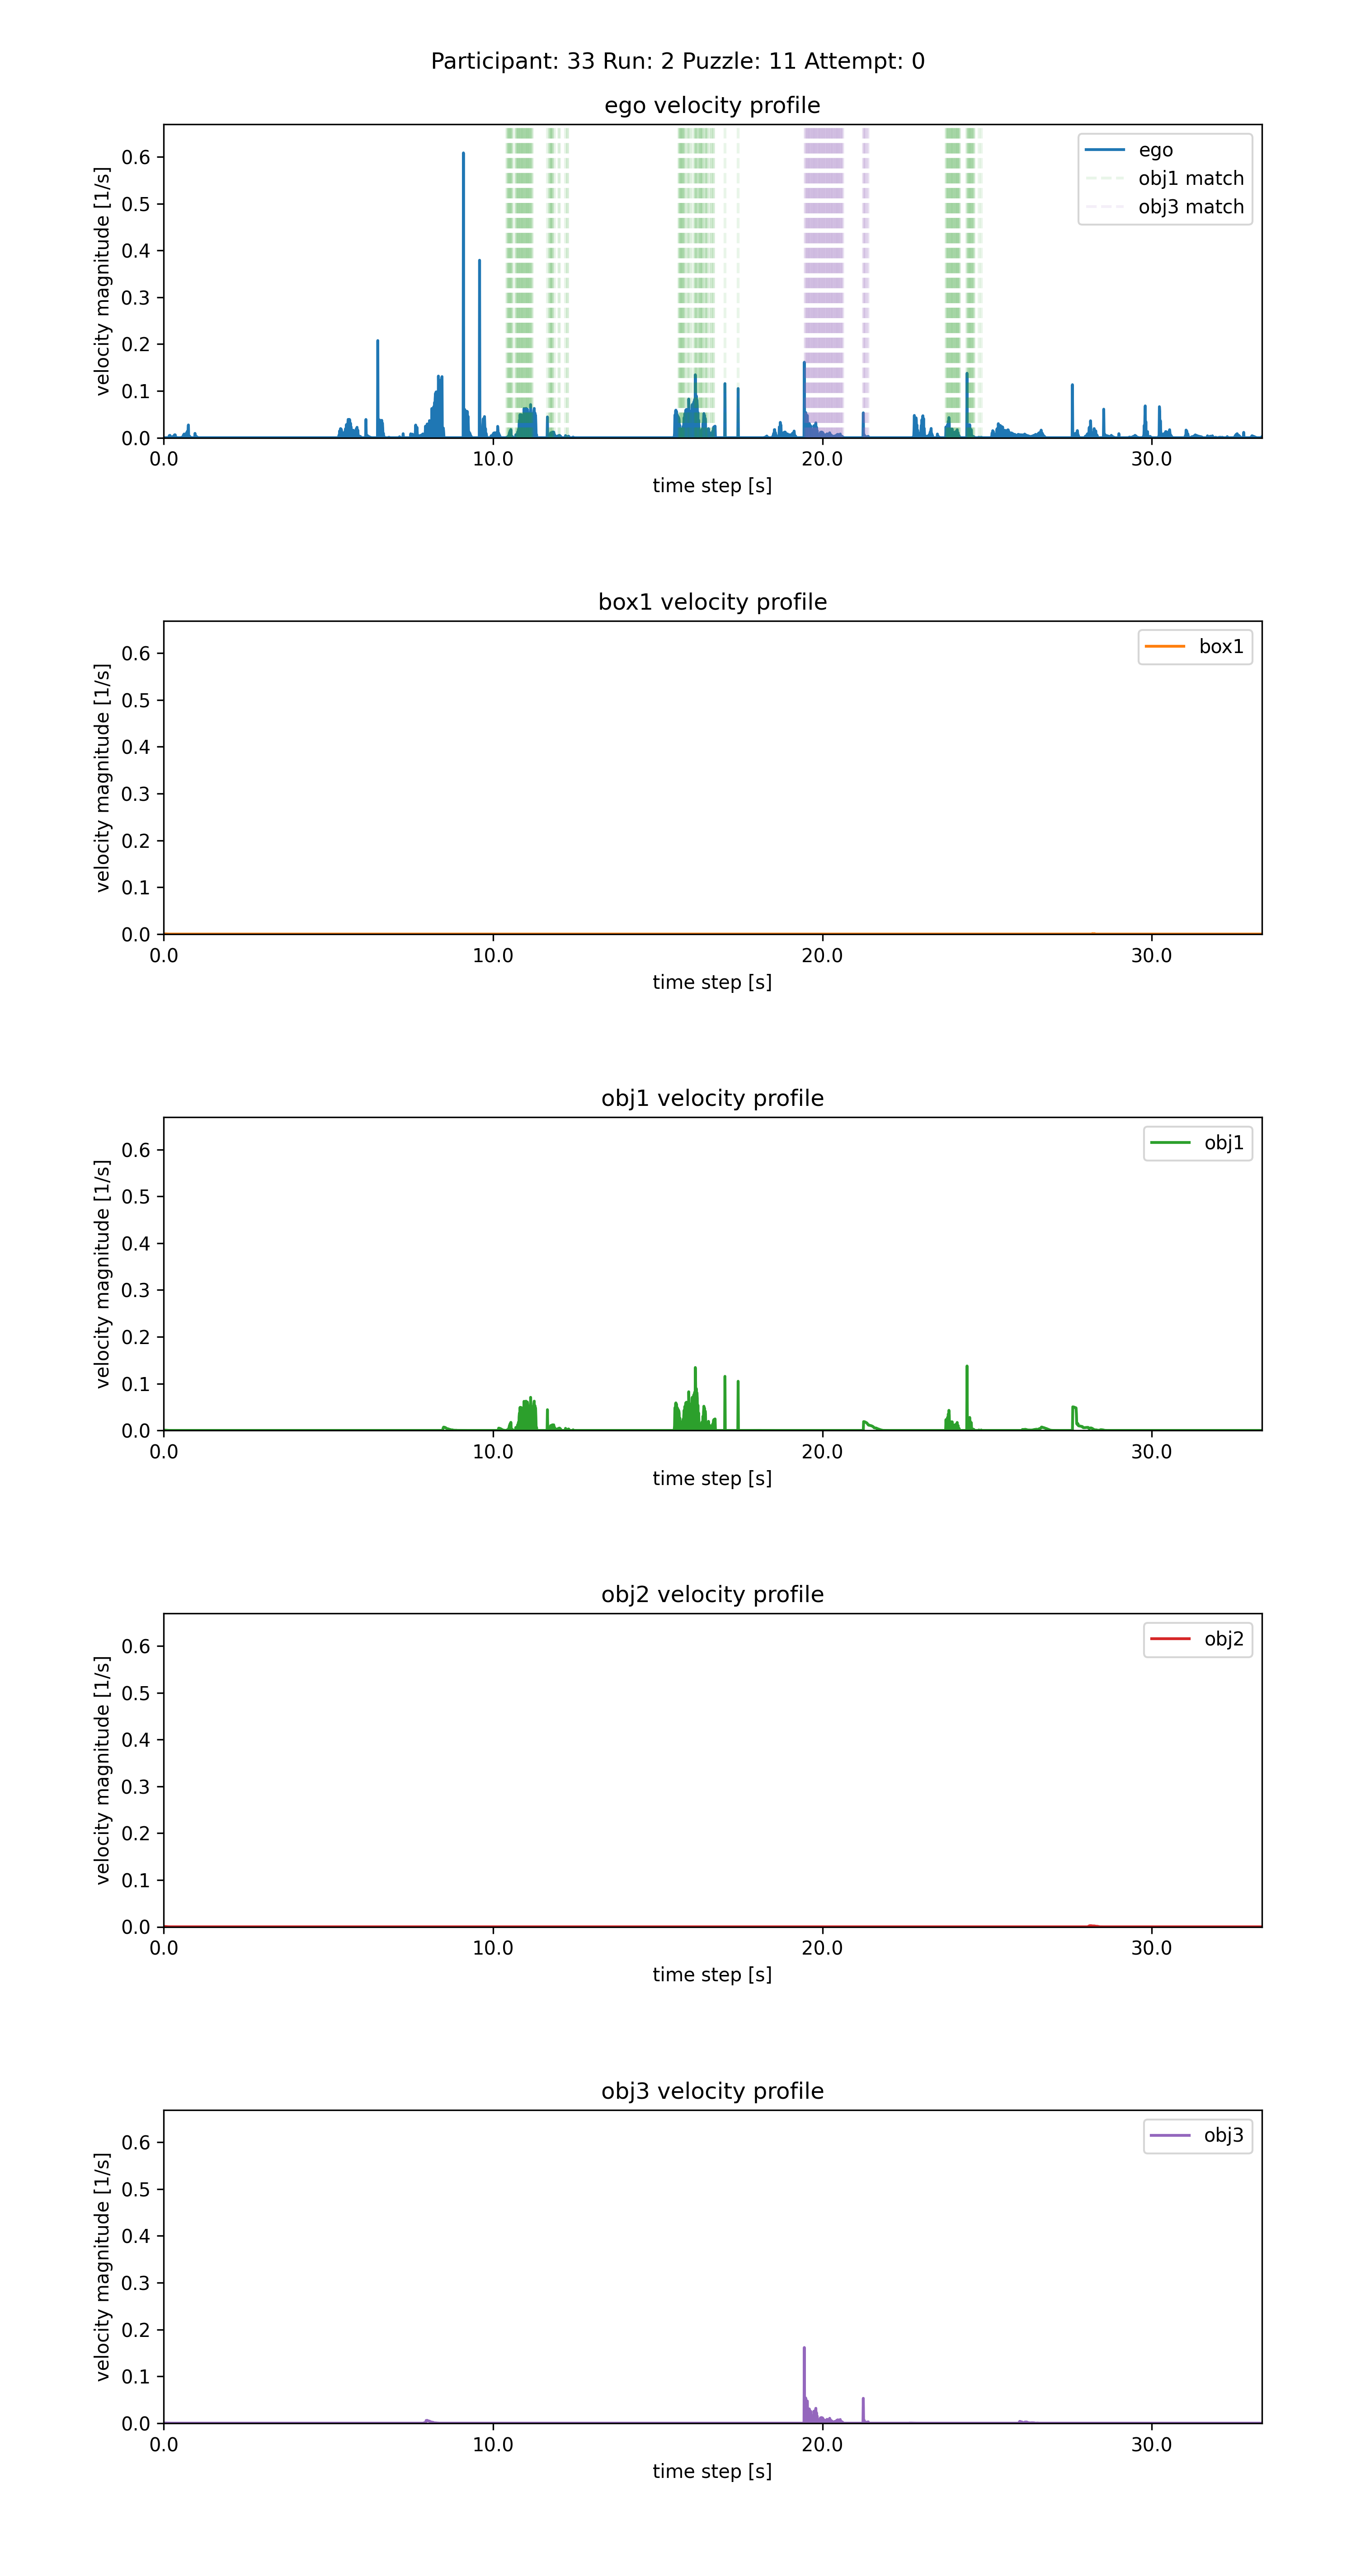 Participant: 33 Run: 2 Puzzle: 11 Attempt: 0
ego velocity profile
velocity magnitude [1/s]
0.6
0.5
0.4
0.3
0.2
0.1
0.0
ego
obj1 match
obj3 match
0.0 10.0 20.0 30.0
time step [s]
box1 velocity profile
velocity magnitude [1/s]
0.6
0.5
0.4
0.3
0.2
0.1
0.0
box1
0.0 10.0 20.0 30.0
time step [s]
obj1 velocity profile
velocity magnitude [1/s]
0.6
0.5
0.4
0.3
0.2
0.1
0.0
obj1
0.0 10.0 20.0 30.0
time step [s]
obj2 velocity profile
velocity magnitude [1/s]
0.6
0.5
0.4
0.3
0.2
0.1
0.0
obj2
0.0 10.0 20.0 30.0
time step [s]
obj3 velocity profile
velocity magnitude [1/s]
0.6
0.5
0.4
0.3
0.2
0.1
0.0
obj3
0.0 10.0 20.0 30.0
time step [s]